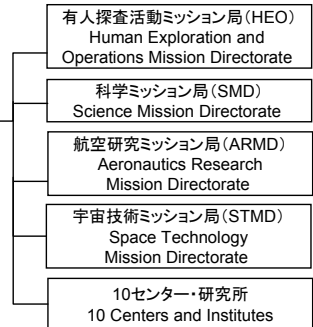 有人探査活動ミッション局(HEO)
Human Exploration and
Operations Mission Directorate
科学ミッション局(SMD)
Science Mission Directorate
航空研究ミッション局(ARMD)
Aeronautics Research
Mission Directorate
宇宙技術ミッション局(STMD)
Space Technology
Mission Directorate
10センター・研究所
10 Centers and Institutes